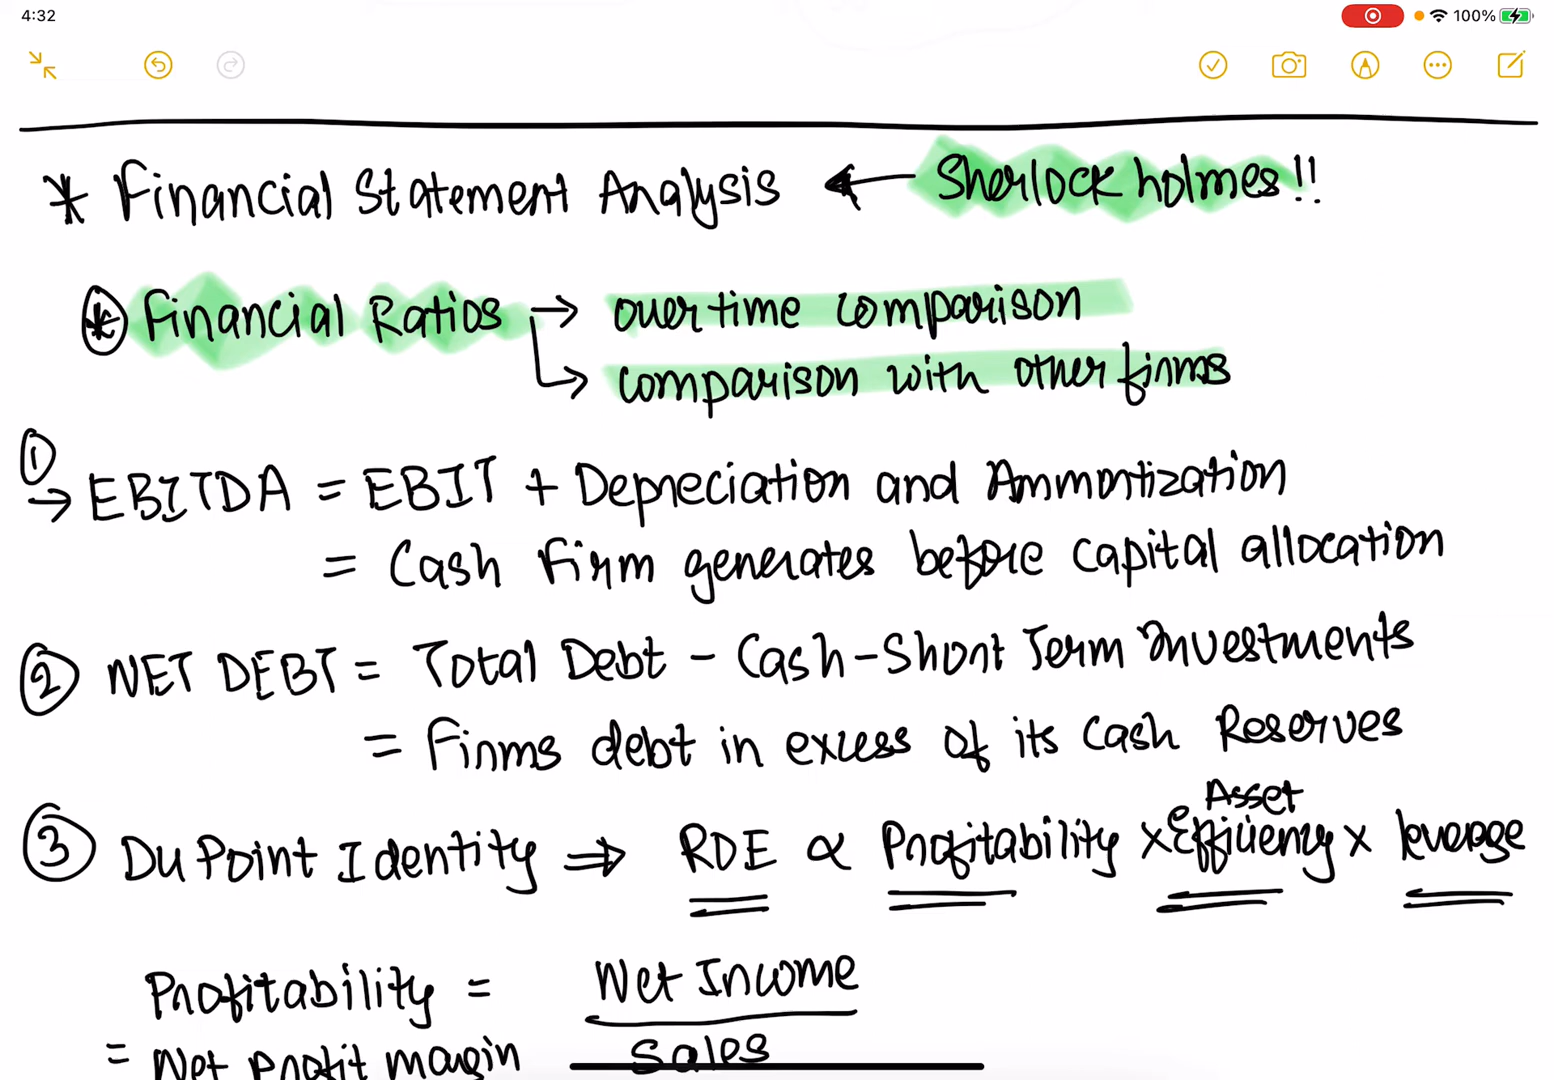 4:32
100%
* Financial Statement Analysis ← Sherlock holmes!!
* Financial Ratios → over time comparison
↳ comparison with other firms
① → EBITDA = EBIT + Depreciation and Ammortization
= Cash firm generates before capital allocation
② NET DEBT = Total Debt - Cash - Short Term Investments
= Firms debt in excess of its cash Reserves
Asset
③ Du Point Identity ⇒ ROE ∝ Profitability × Efficiency × leverage
Profitability = Net Income
= Net profit margin Sales